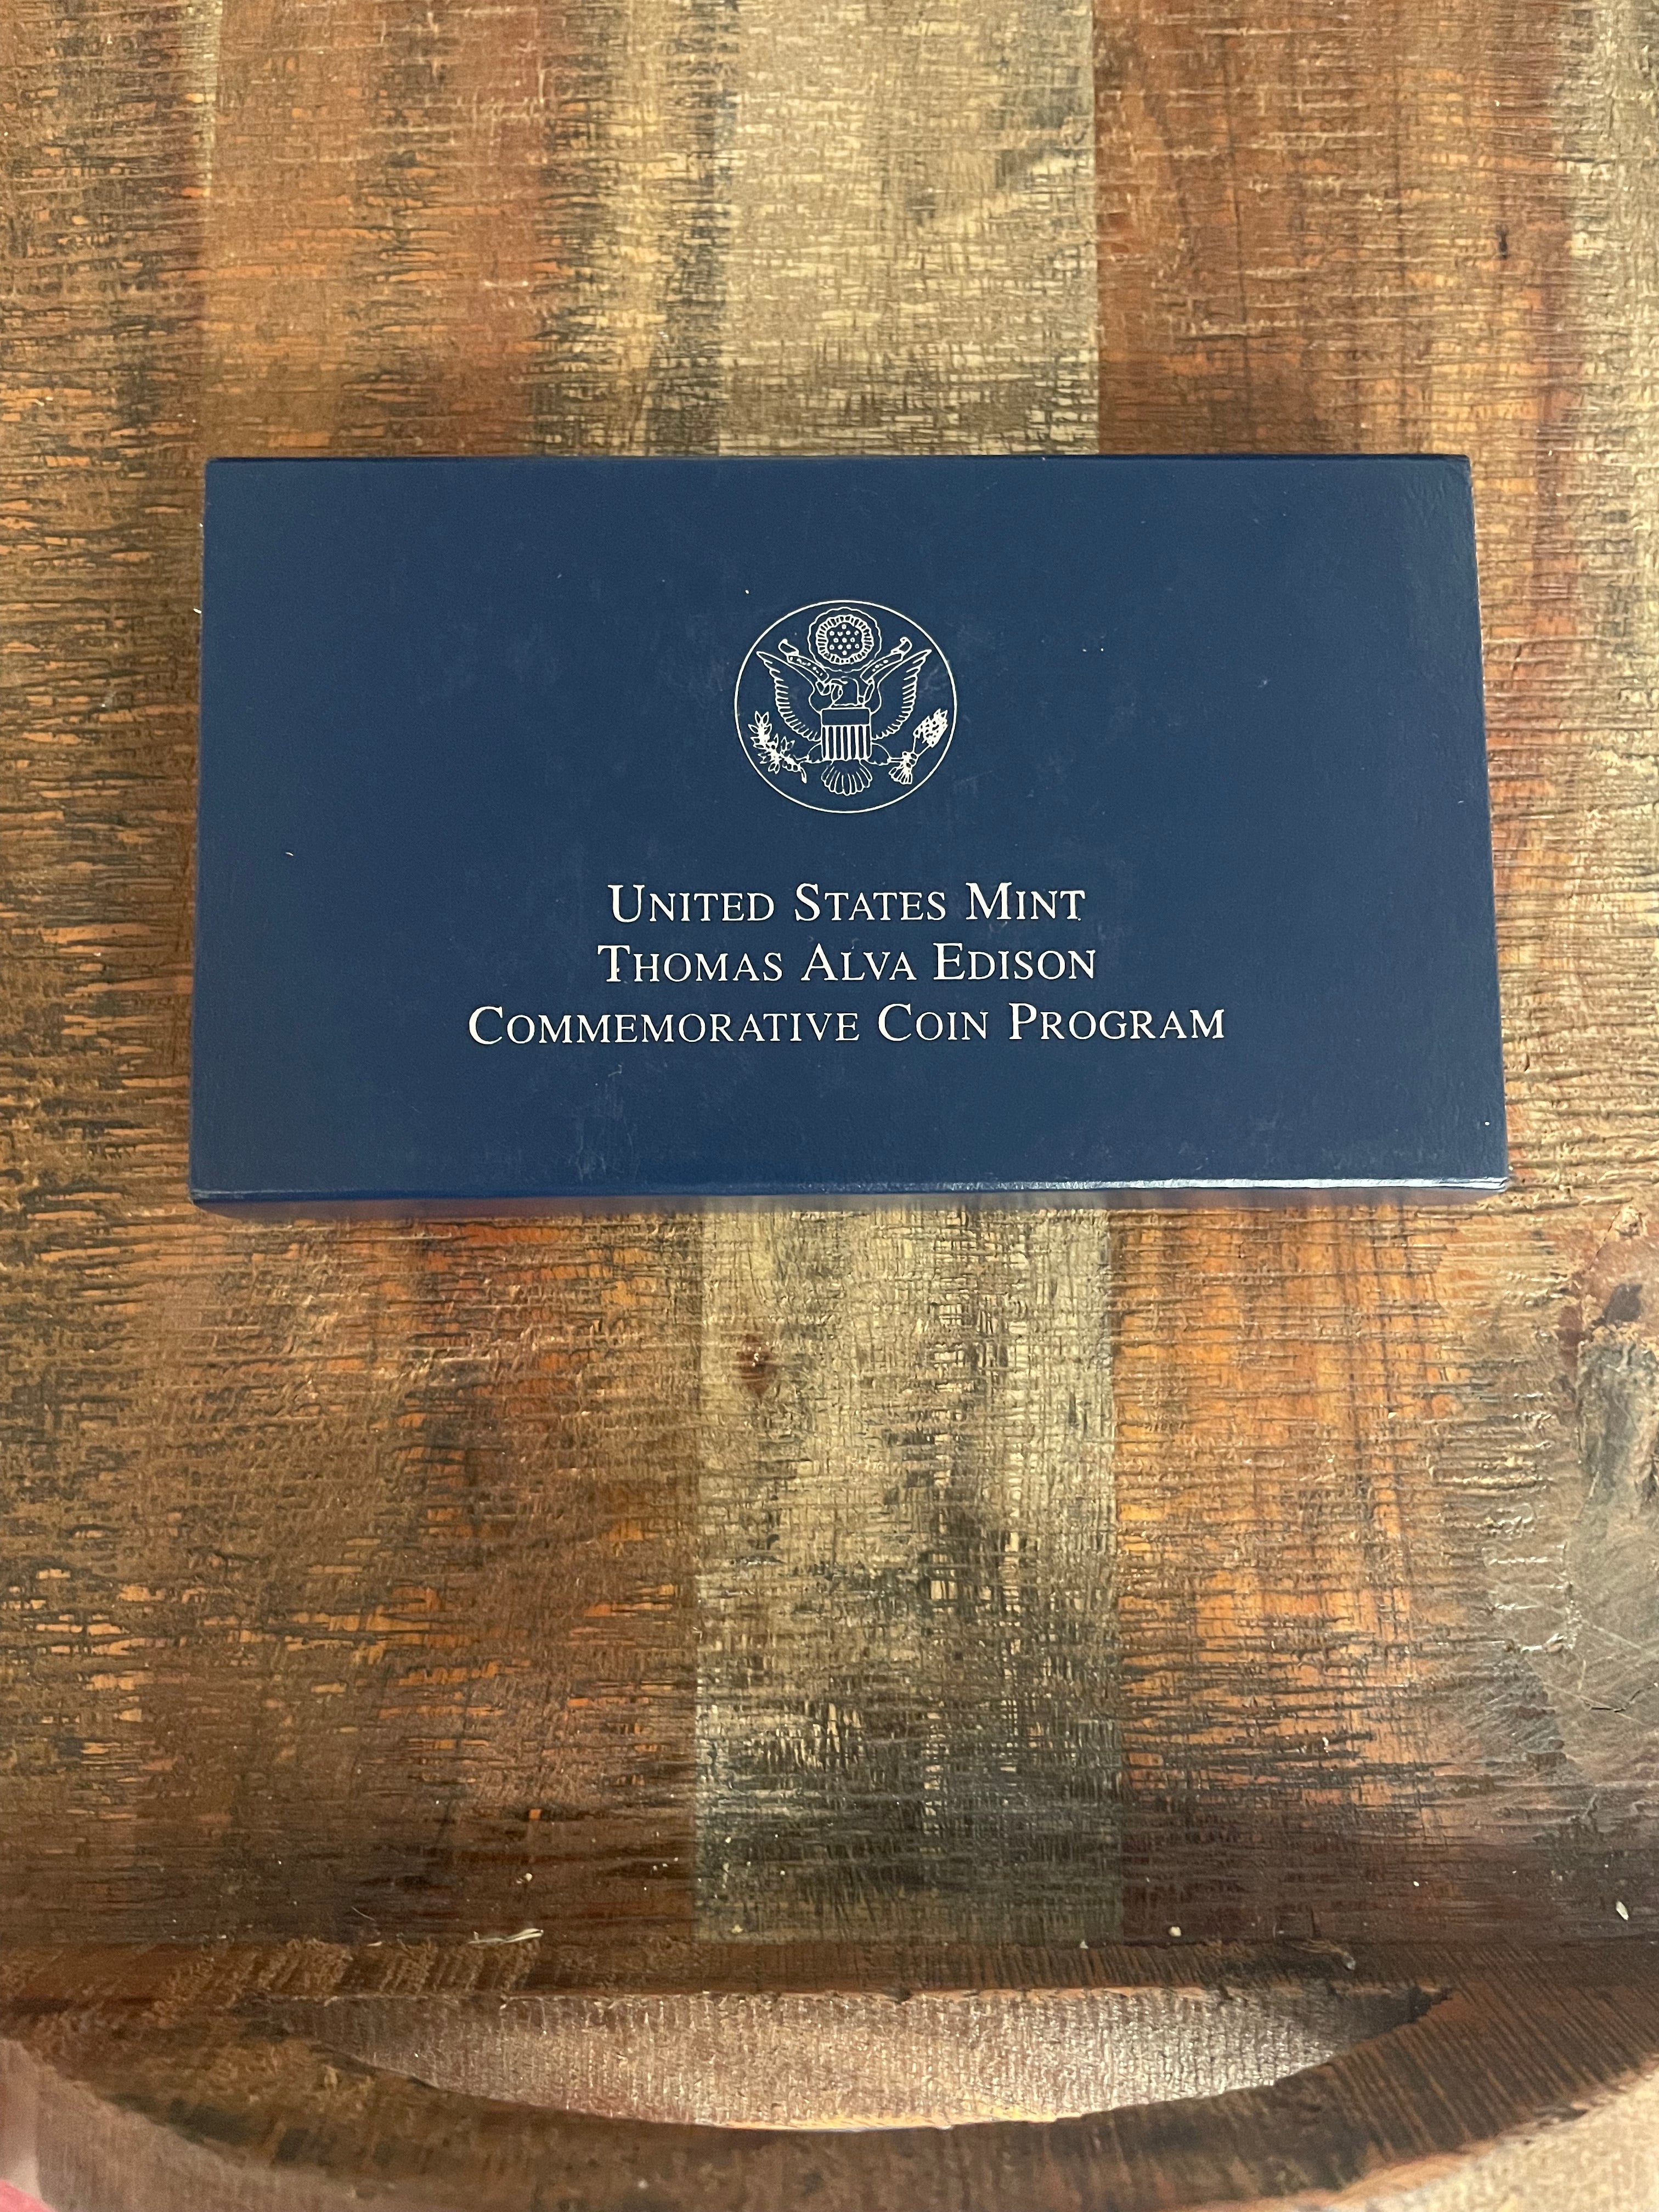 United States Mint
Thomas Alva Edison
Commemorative Coin Program